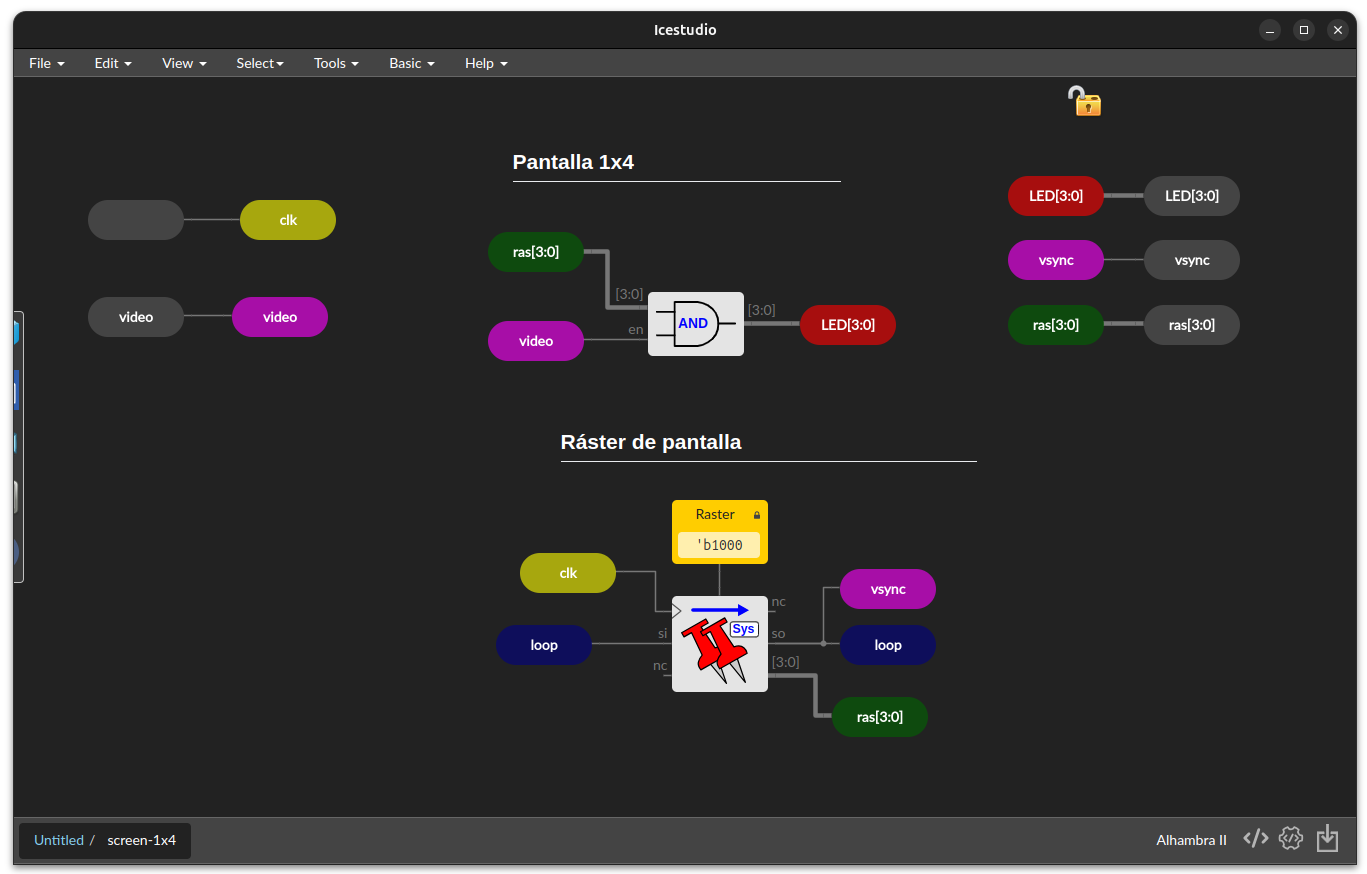 Icestudio
File Edit View Select Tools Basic Help
Pantalla 1x4
clk
video video
ras[3:0]
[3:0]
en
video
AND
[3:0]
LED[3:0]
LED[3:0] LED[3:0]
vsync vsync
ras[3:0] ras[3:0]
Ráster de pantalla
Raster
'b1000
clk
loop
si
nc
Sys
nc
so
[3:0]
vsync
loop
ras[3:0]
Untitled / screen-1x4
Alhambra II